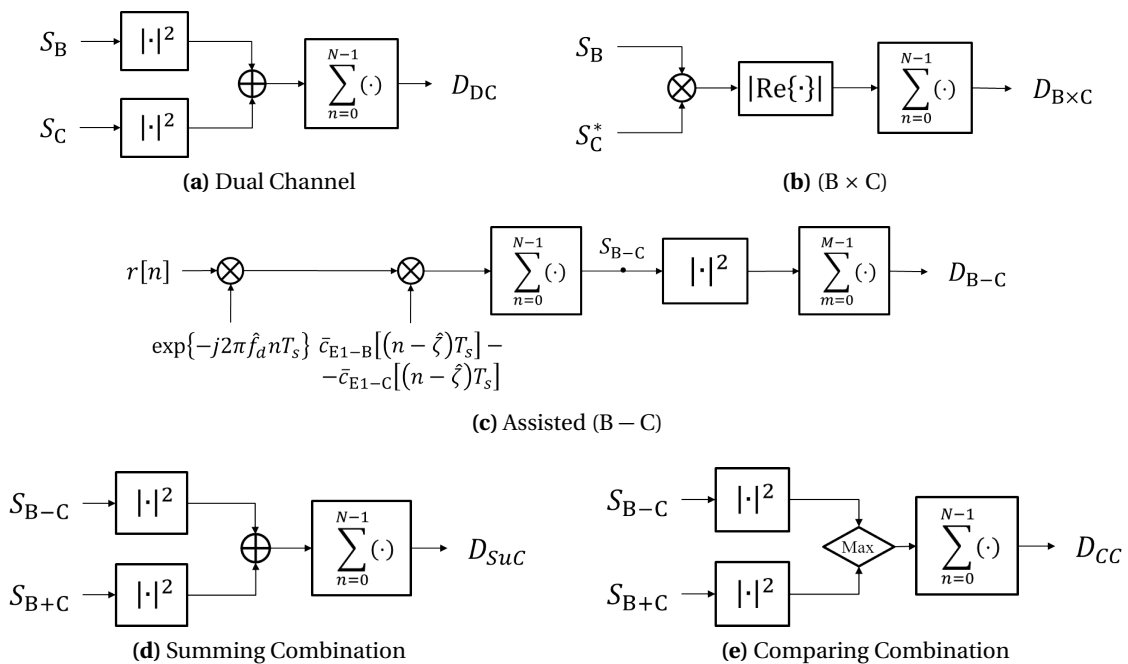 S_B |·|² N−1
∑(·) D_DC
S_C |·|² n=0
(a) Dual Channel
S_B N−1
|Re{·}| ∑(·) D_B×C
S_C^* n=0
(b) (B × C)
N−1 S_B−C M−1
r[n] ∑(·) |·|² ∑(·) D_B−C
n=0 m=0
exp{−j2πf̂_d nT_s} c̄_E1−B[(n − ζ̂)T_s] −
−c̄_E1−C[(n − ζ̂)T_s]
(c) Assisted (B − C)
S_B−C |·|² N−1
∑(·) D_SuC
S_B+C |·|² n=0
(d) Summing Combination
S_B−C |·|² N−1
Max ∑(·) D_CC
S_B+C |·|² n=0
(e) Comparing Combination